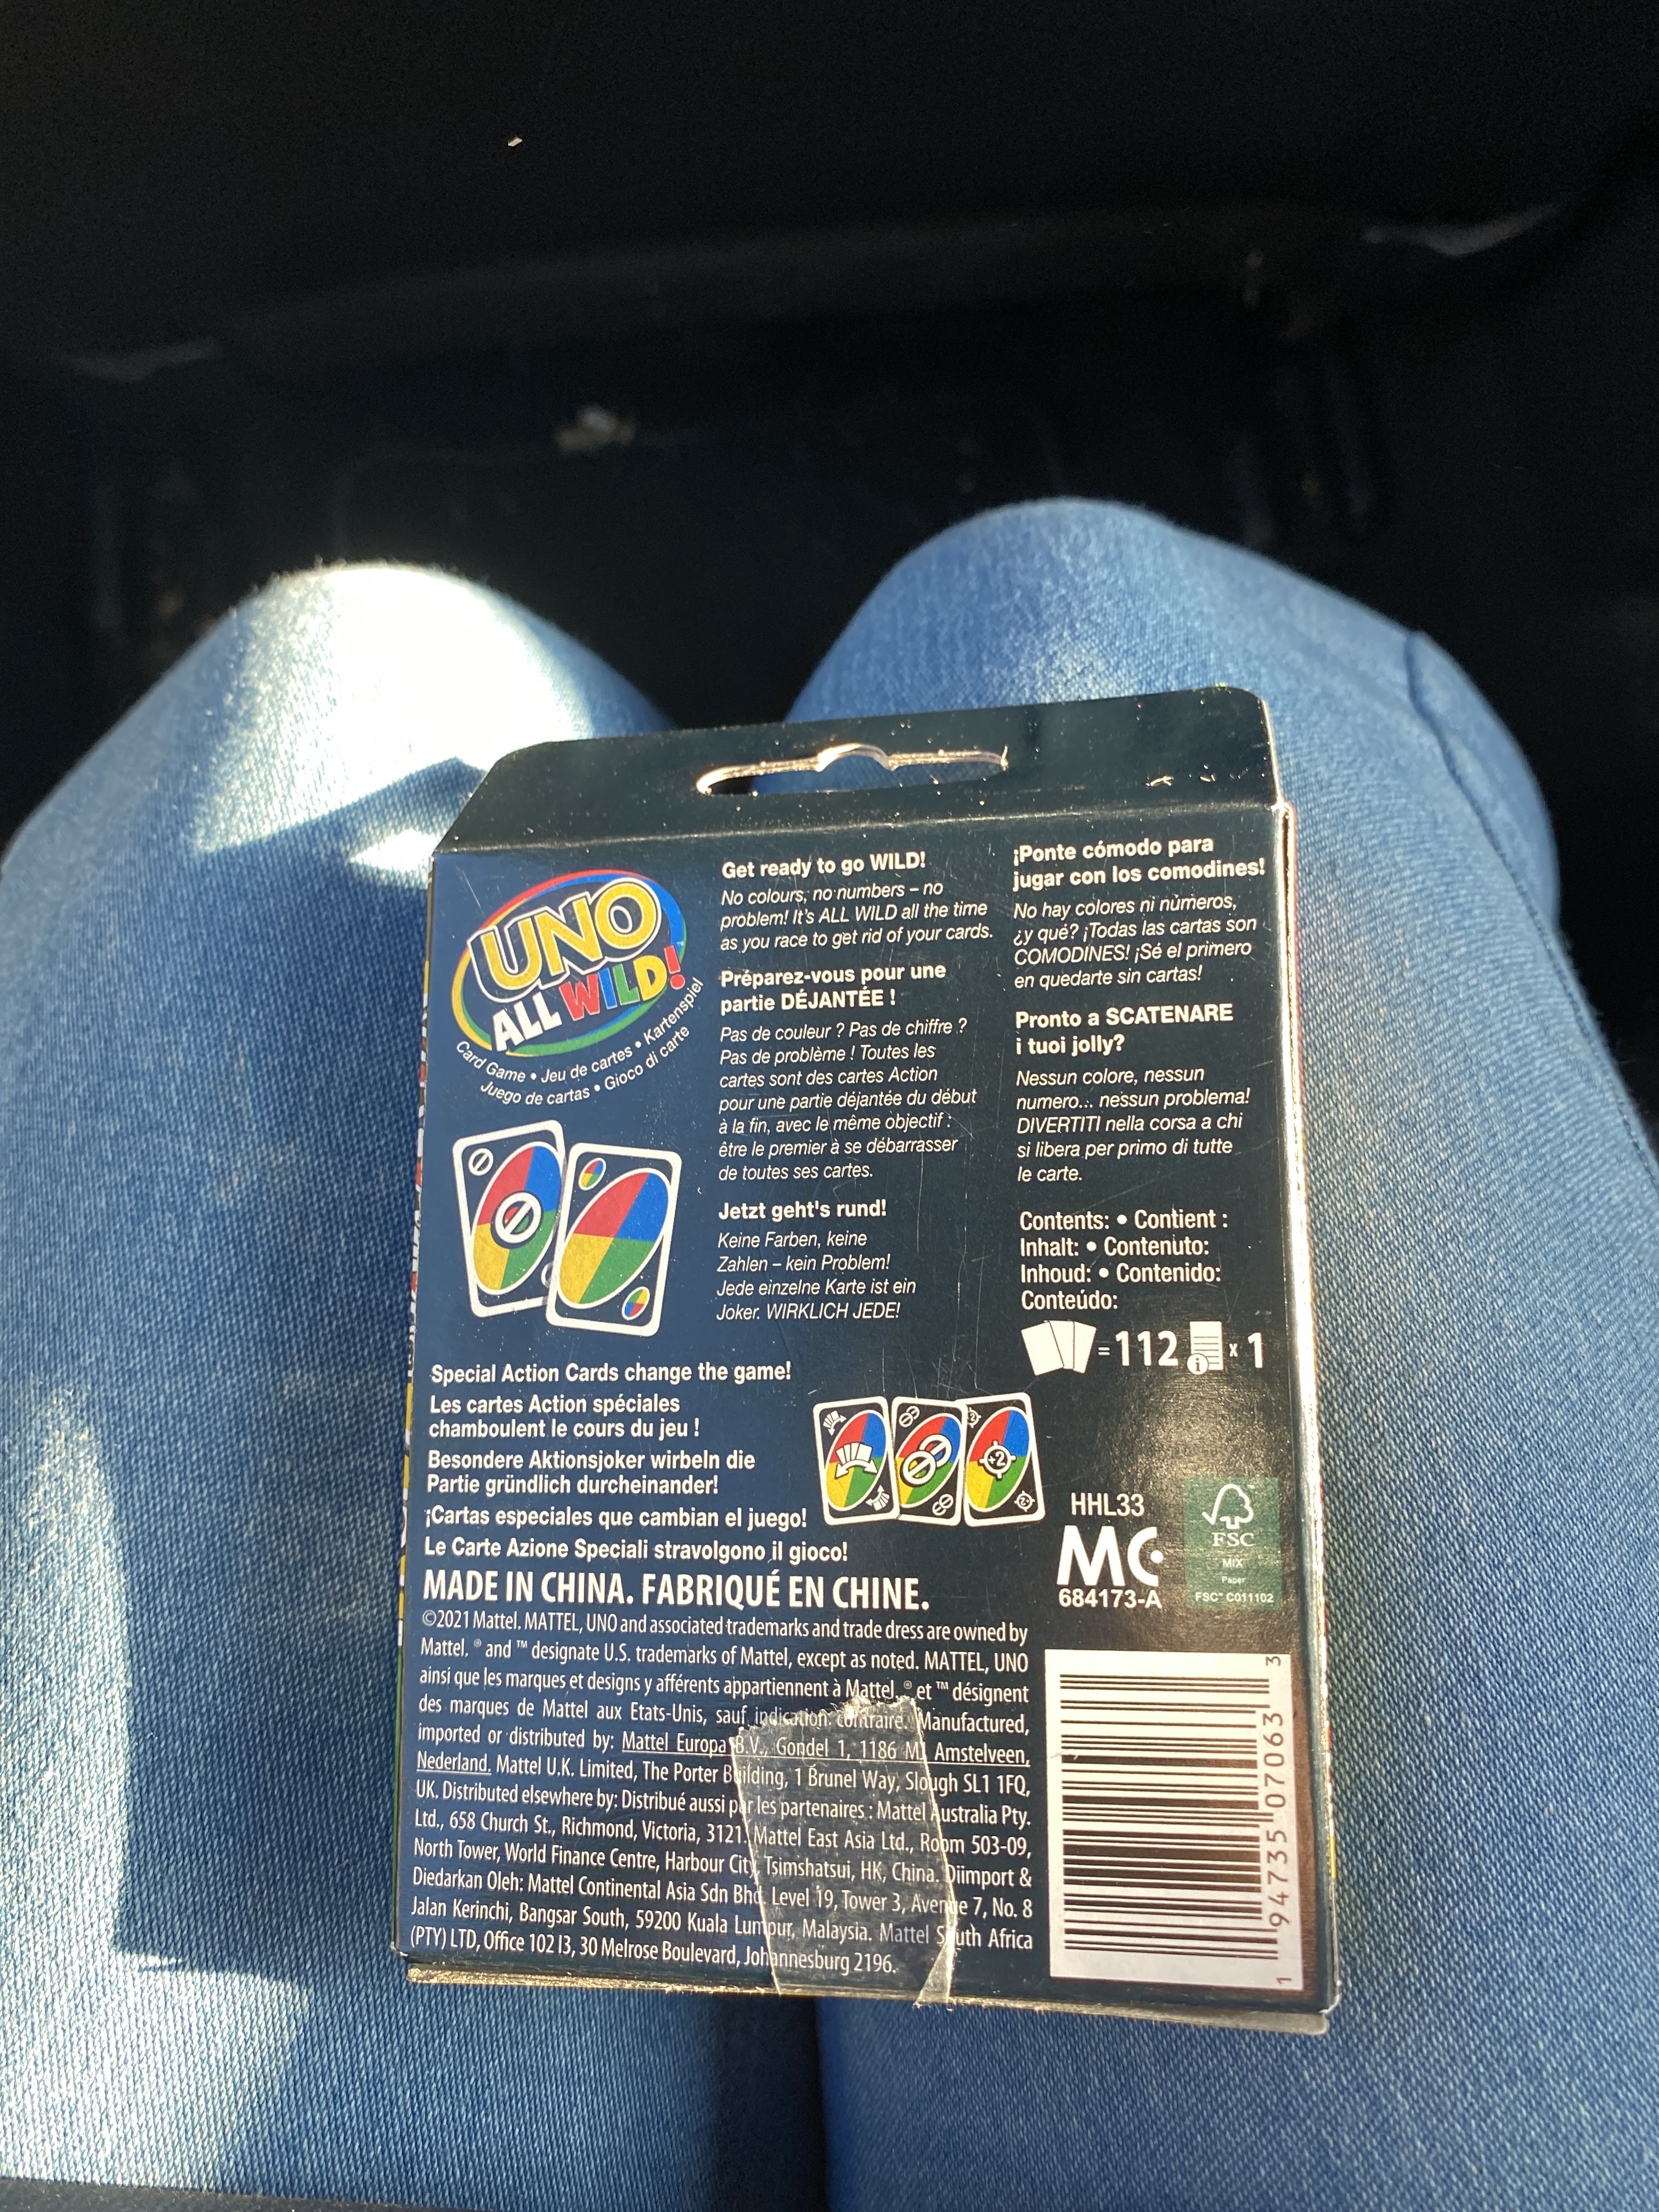 UNO
ALL WILD!
Card Game • Jeu de cartes • Kartenspiel
Juego de cartas • Gioco di carte
Get ready to go WILD!
No colours, no numbers – no
problem! It's ALL WILD all the time
as you race to get rid of your cards.
Préparez-vous pour une
partie DÉJANTÉE !
Pas de couleur ? Pas de chiffre ?
Pas de problème ! Toutes les
cartes sont des cartes Action
pour une partie déjantée du début
à la fin, avec le même objectif :
être le premier à se débarrasser
de toutes ses cartes.
Jetzt geht's rund!
Keine Farben, keine
Zahlen – kein Problem!
Jede einzelne Karte ist ein
Joker. WIRKLICH JEDE!
¡Ponte cómodo para
jugar con los comodines!
No hay colores ni números,
¿y qué? ¡Todas las cartas son
COMODINES! ¡Sé el primero
en quedarte sin cartas!
Pronto a SCATENARE
i tuoi jolly?
Nessun colore, nessun
numero... nessun problema!
DIVERTITI nella corsa a chi
si libera per primo di tutte
le carte.
Contents: • Contient :
Inhalt: • Contenuto:
Inhoud: • Contenido:
Conteúdo:
= 112 i x 1
Special Action Cards change the game!
Les cartes Action spéciales
chamboulent le cours du jeu !
Besondere Aktionsjoker wirbeln die
Partie gründlich durcheinander!
¡Cartas especiales que cambian el juego!
Le Carte Azione Speciali stravolgono il gioco!
+2
HHL33
MC
684173-A
FSC
MIX
Paper
FSC™ C011102
MADE IN CHINA. FABRIQUÉ EN CHINE.
©2021 Mattel. MATTEL, UNO and associated trademarks and trade dress are owned by
Mattel. ® and ™ designate U.S. trademarks of Mattel, except as noted. MATTEL, UNO
ainsi que les marques et designs y afférents appartiennent à Mattel. ® et ™ désignent
des marques de Mattel aux Etats-Unis, sauf indication contraire. Manufactured,
imported or distributed by: Mattel Europa B.V., Gondel 1, 1186 MJ Amstelveen,
Nederland. Mattel U.K. Limited, The Porter Building, 1 Brunel Way, Slough SL1 1FQ,
UK. Distributed elsewhere by: Distribué aussi par les partenaires : Mattel Australia Pty.
Ltd., 658 Church St., Richmond, Victoria, 3121. Mattel East Asia Ltd., Room 503-09,
North Tower, World Finance Centre, Harbour City, Tsimshatsui, HK, China. Diimport &
Diedarkan Oleh: Mattel Continental Asia Sdn Bhd. Level 19, Tower 3, Avenue 7, No. 8
Jalan Kerinchi, Bangsar South, 59200 Kuala Lumpur, Malaysia. Mattel South Africa
(PTY) LTD, Office 102 I3, 30 Melrose Boulevard, Johannesburg 2196.
1 94735 07063 3